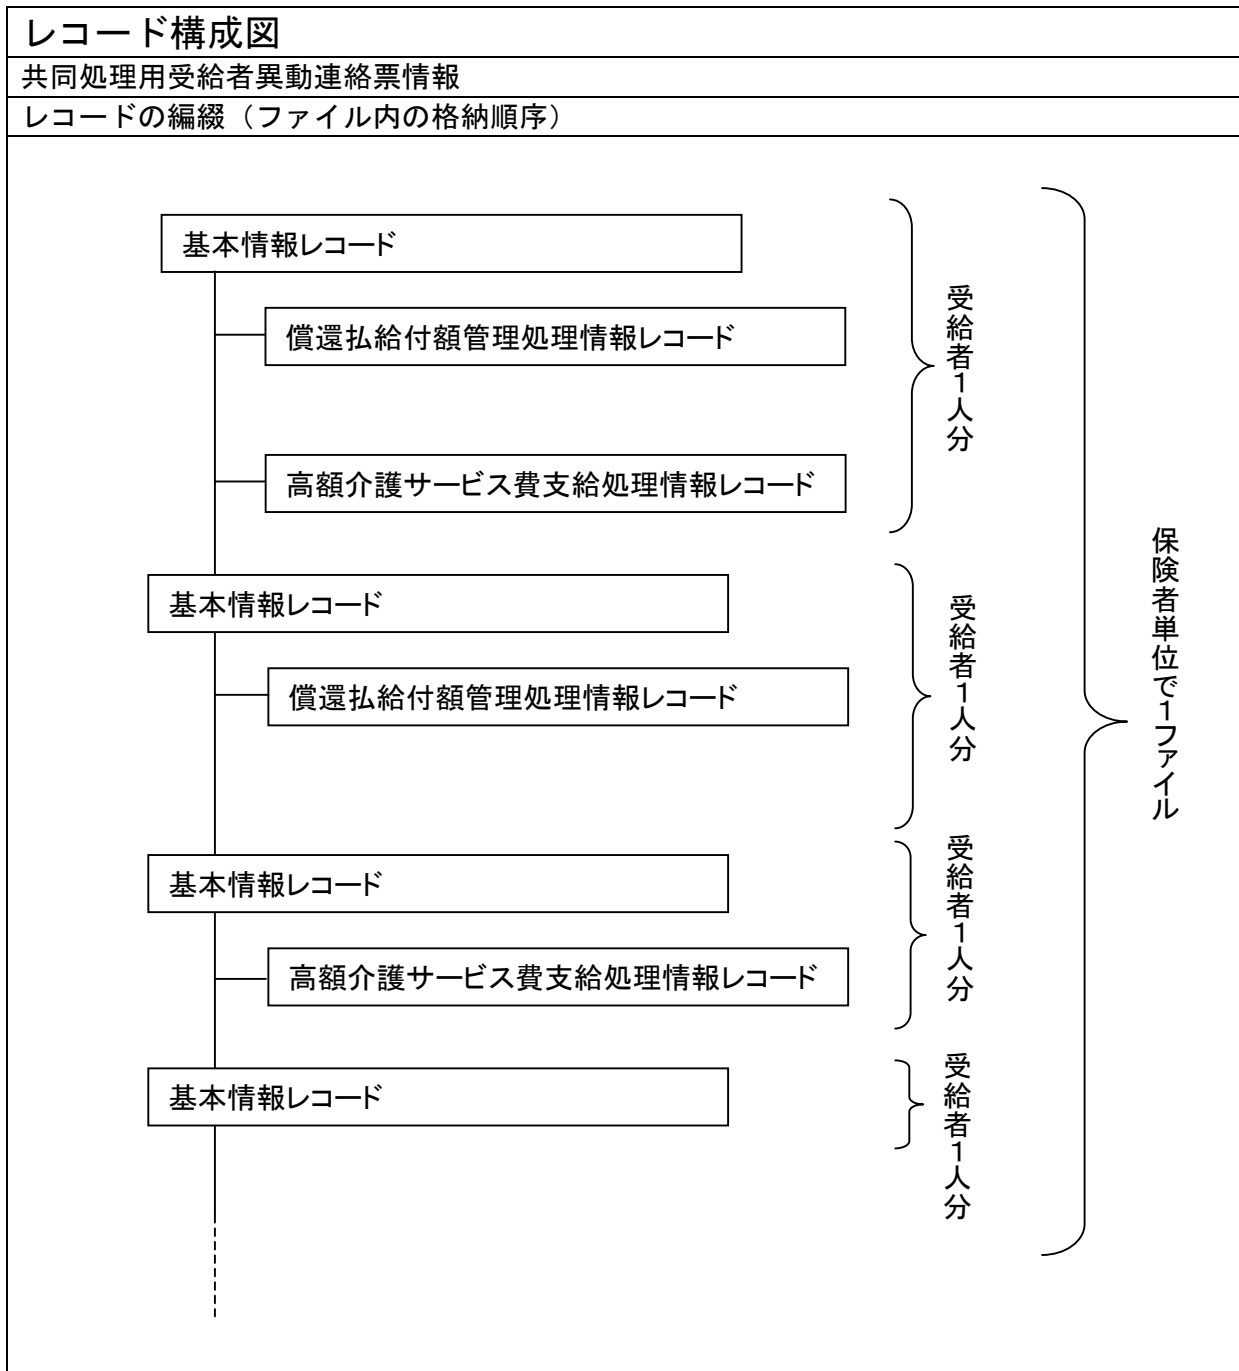 レコード構成図
共同処理用受給者異動連絡票情報
レコードの編綴（ファイル内の格納順序）
基本情報レコード
償還払給付額管理処理情報レコード
高額介護サービス費支給処理情報レコード
受給者1人分
基本情報レコード
償還払給付額管理処理情報レコード
受給者1人分
基本情報レコード
高額介護サービス費支給処理情報レコード
受給者1人分
基本情報レコード
受給者1人分
保険者単位で1ファイル